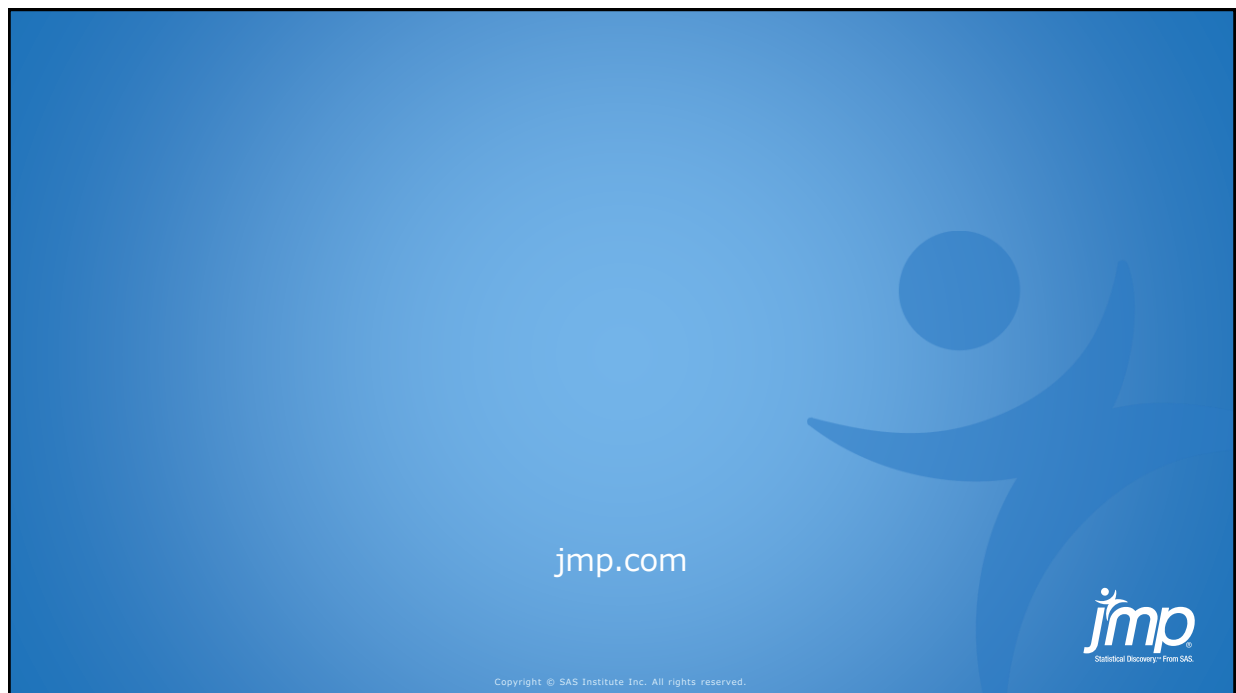 jmp.com
jmp®
Statistical Discovery.™ From SAS.
Copyright © SAS Institute Inc. All rights reserved.